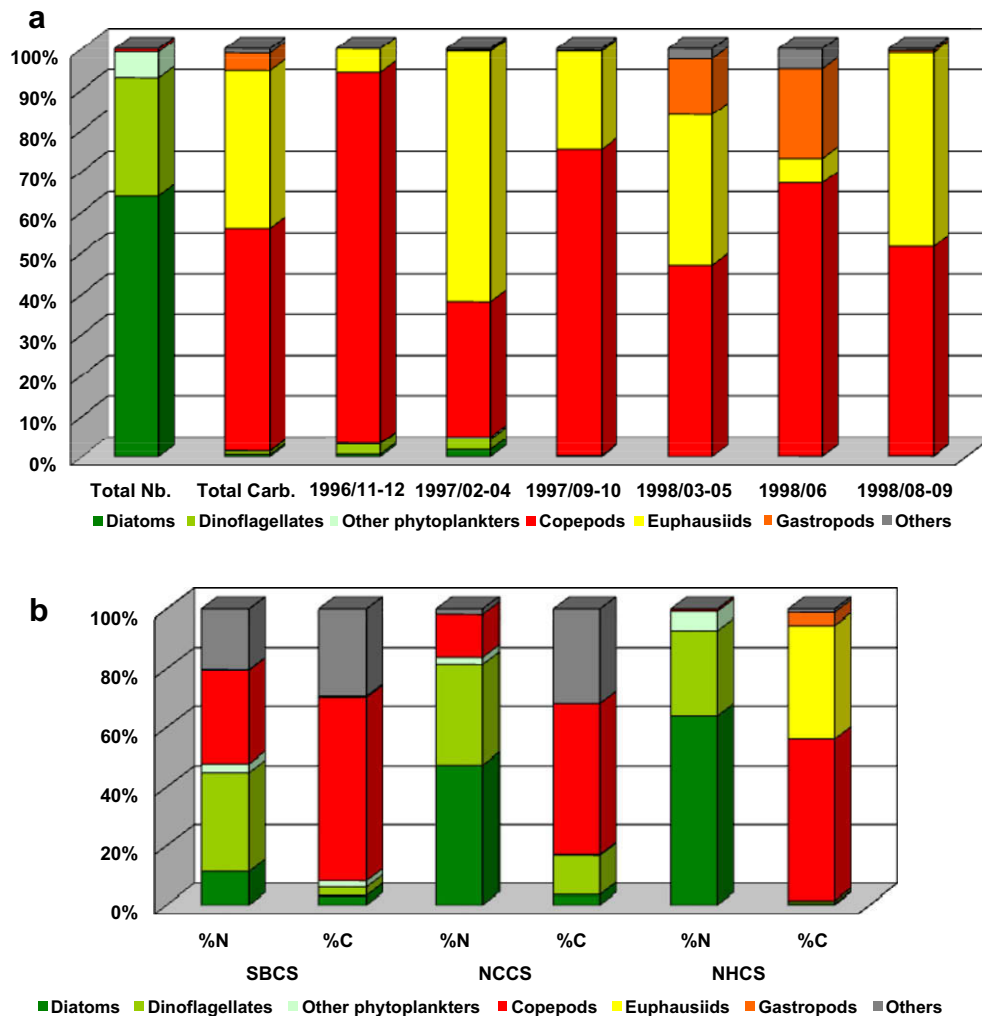 a
100%
90%
80%
70%
60%
50%
40%
30%
20%
10%
0%
Total Nb. Total Carb. 1996/11-12 1997/02-04 1997/09-10 1998/03-05 1998/06 1998/08-09
Diatoms Dinoflagellates Other phytoplankters Copepods Euphausiids Gastropods Others
b
100%
80%
60%
40%
20%
0%
%N %C %N %C %N %C
SBCS NCCS NHCS
Diatoms Dinoflagellates Other phytoplankters Copepods Euphausiids Gastropods Others